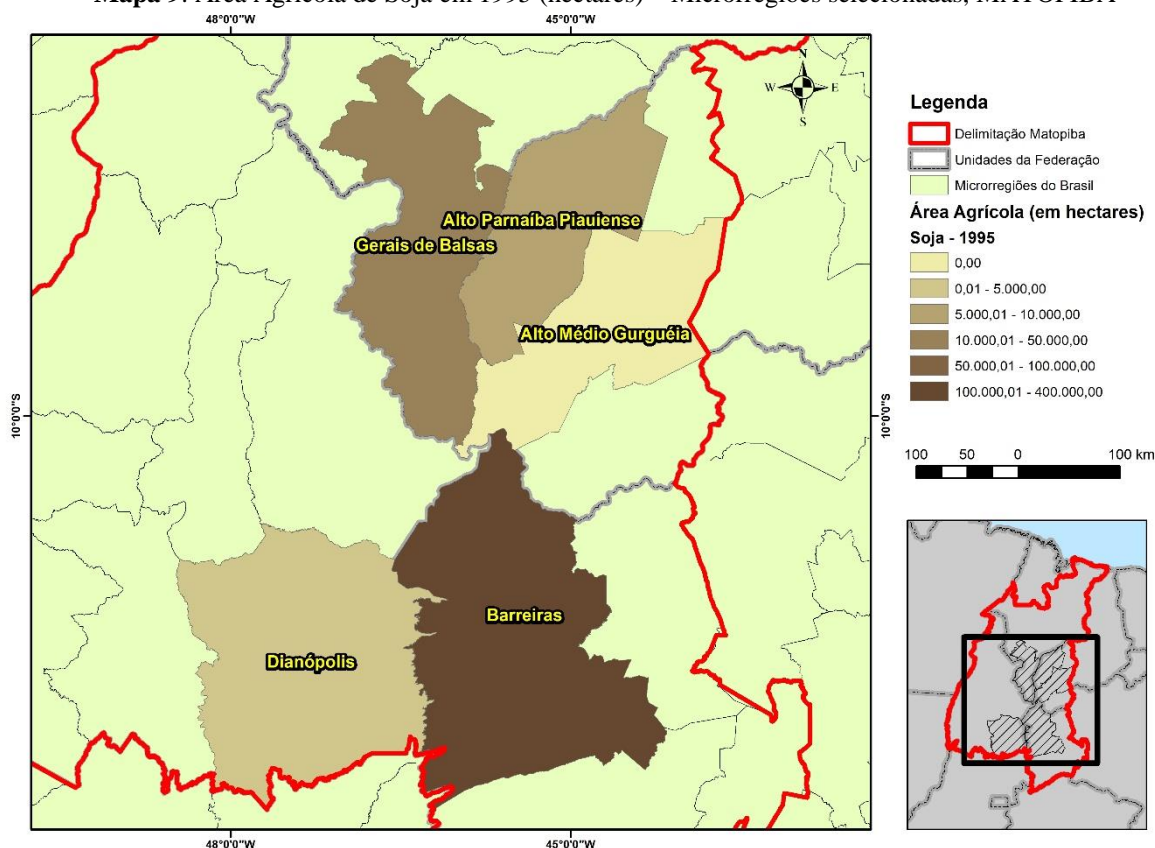 Mapa 9: Área Agrícola de Soja em 1995 (hectares) – Microrregiões selecionadas, MATOPIBA
48°0'0"W 45°0'0"W
N
W E
S
Alto Parnaíba Piauiense
Gerais de Balsas
Alto Médio Gurguéia
10°0'0"S 10°0'0"S
Barreiras
Dianópolis
48°0'0"W 45°0'0"W
Legenda
Delimitação Matopiba
Unidades da Federação
Microrregiões do Brasil
Área Agrícola (em hectares)
Soja - 1995
0,00
0,01 - 5.000,00
5.000,01 - 10.000,00
10.000,01 - 50.000,00
50.000,01 - 100.000,00
100.000,01 - 400.000,00
100 50 0 100 km